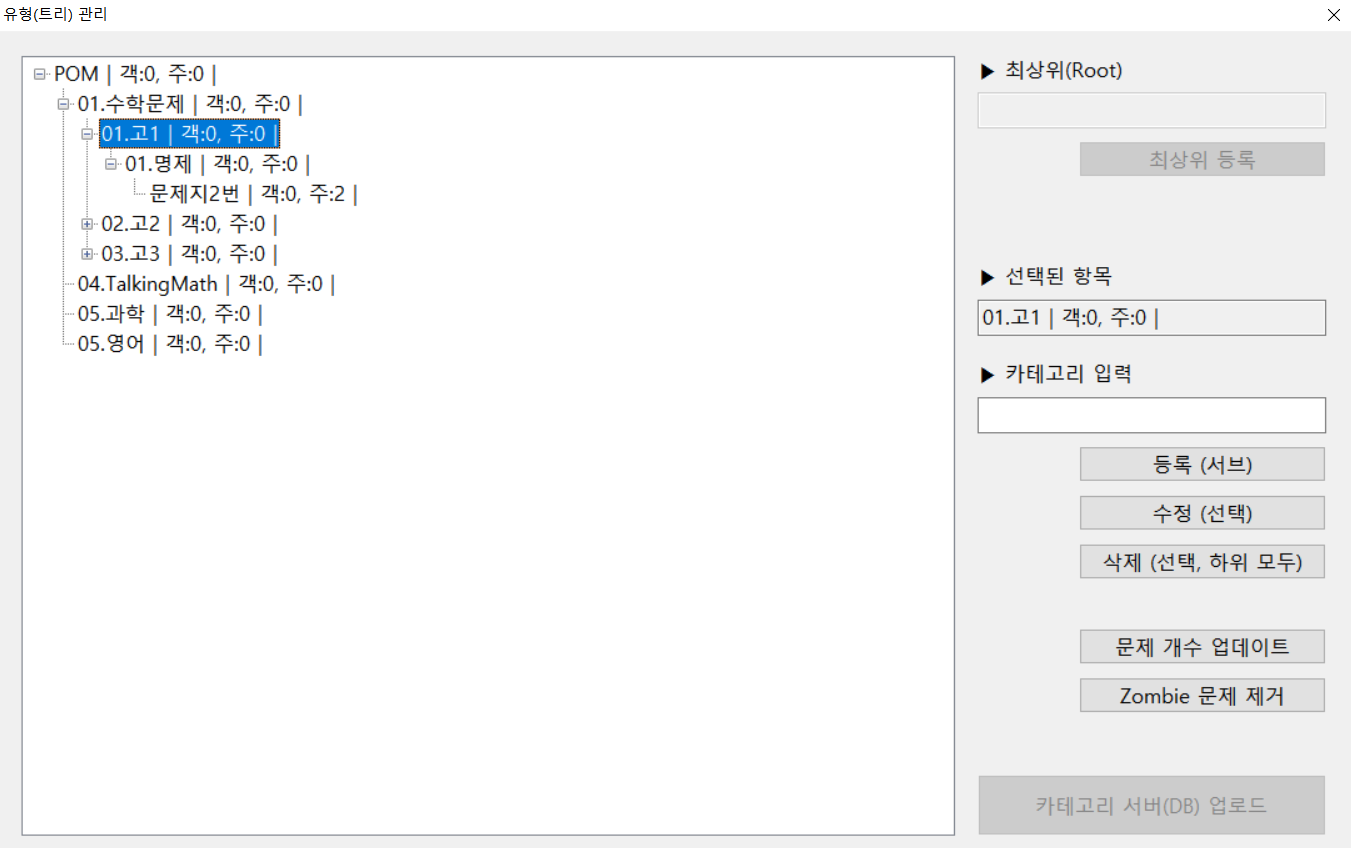 유형(트리) 관리
POM | 객:0, 주:0 |
01.수학문제 | 객:0, 주:0 |
01.고1 | 객:0, 주:0 |
01.명제 | 객:0, 주:0 |
문제지2번 | 객:0, 주:2 |
02.고2 | 객:0, 주:0 |
03.고3 | 객:0, 주:0 |
04.TalkingMath | 객:0, 주:0 |
05.과학 | 객:0, 주:0 |
05.영어 | 객:0, 주:0 |
▶ 최상위(Root)
최상위 등록
▶ 선택된 항목
01.고1 | 객:0, 주:0 |
▶ 카테고리 입력
등록 (서브)
수정 (선택)
삭제 (선택, 하위 모두)
문제 개수 업데이트
Zombie 문제 제거
카테고리 서버(DB) 업로드